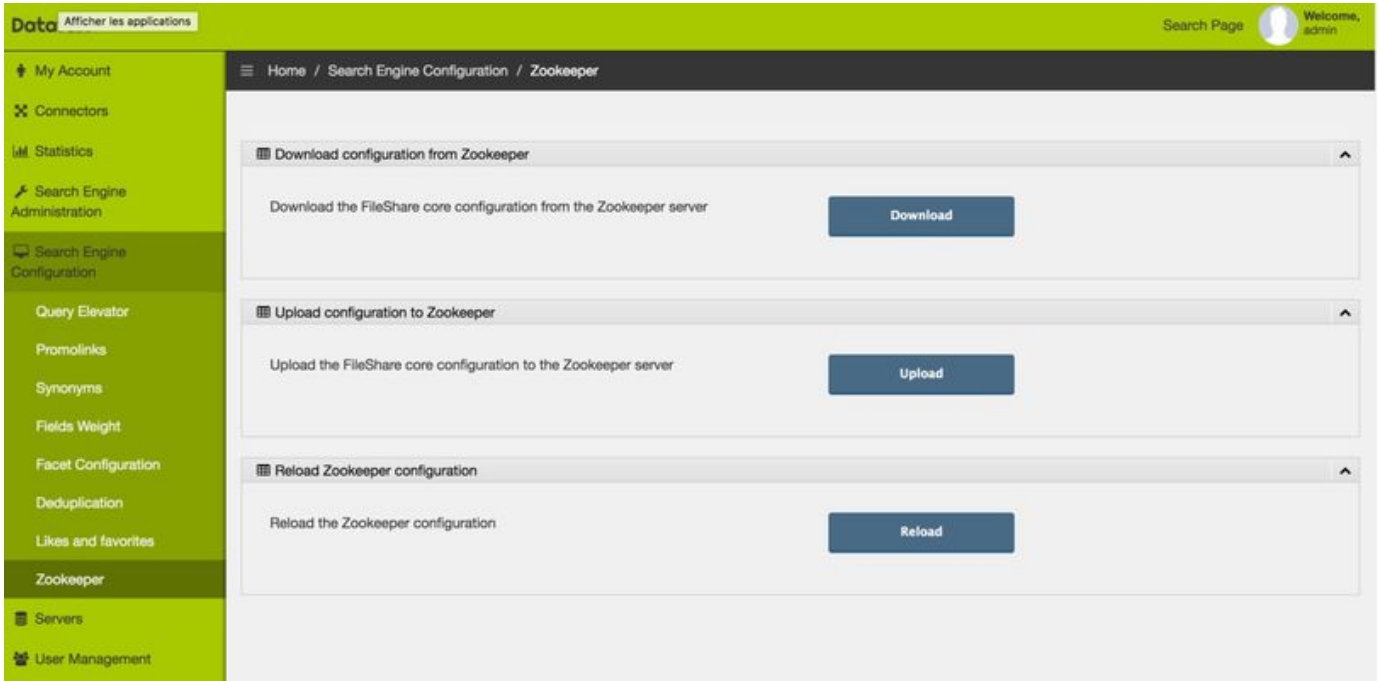 Data
Afficher les applications
Search Page
Welcome,
admin
My Account
Home / Search Engine Configuration / Zookeeper
Connectors
Statistics
Search Engine
Administration
Search Engine
Configuration
Query Elevator
Promolinks
Synonyms
Fields Weight
Facet Configuration
Deduplication
Likes and favorites
Zookeeper
Servers
User Management
Download configuration from Zookeeper
Download the FileShare core configuration from the Zookeeper server
Download
Upload configuration to Zookeeper
Upload the FileShare core configuration to the Zookeeper server
Upload
Reload Zookeeper configuration
Reload the Zookeeper configuration
Reload